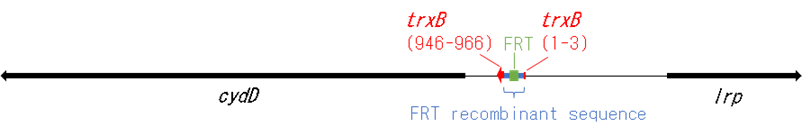 trxB trxB
(946-966) FRT (1-3)
cydD lrp
FRT recombinant sequence